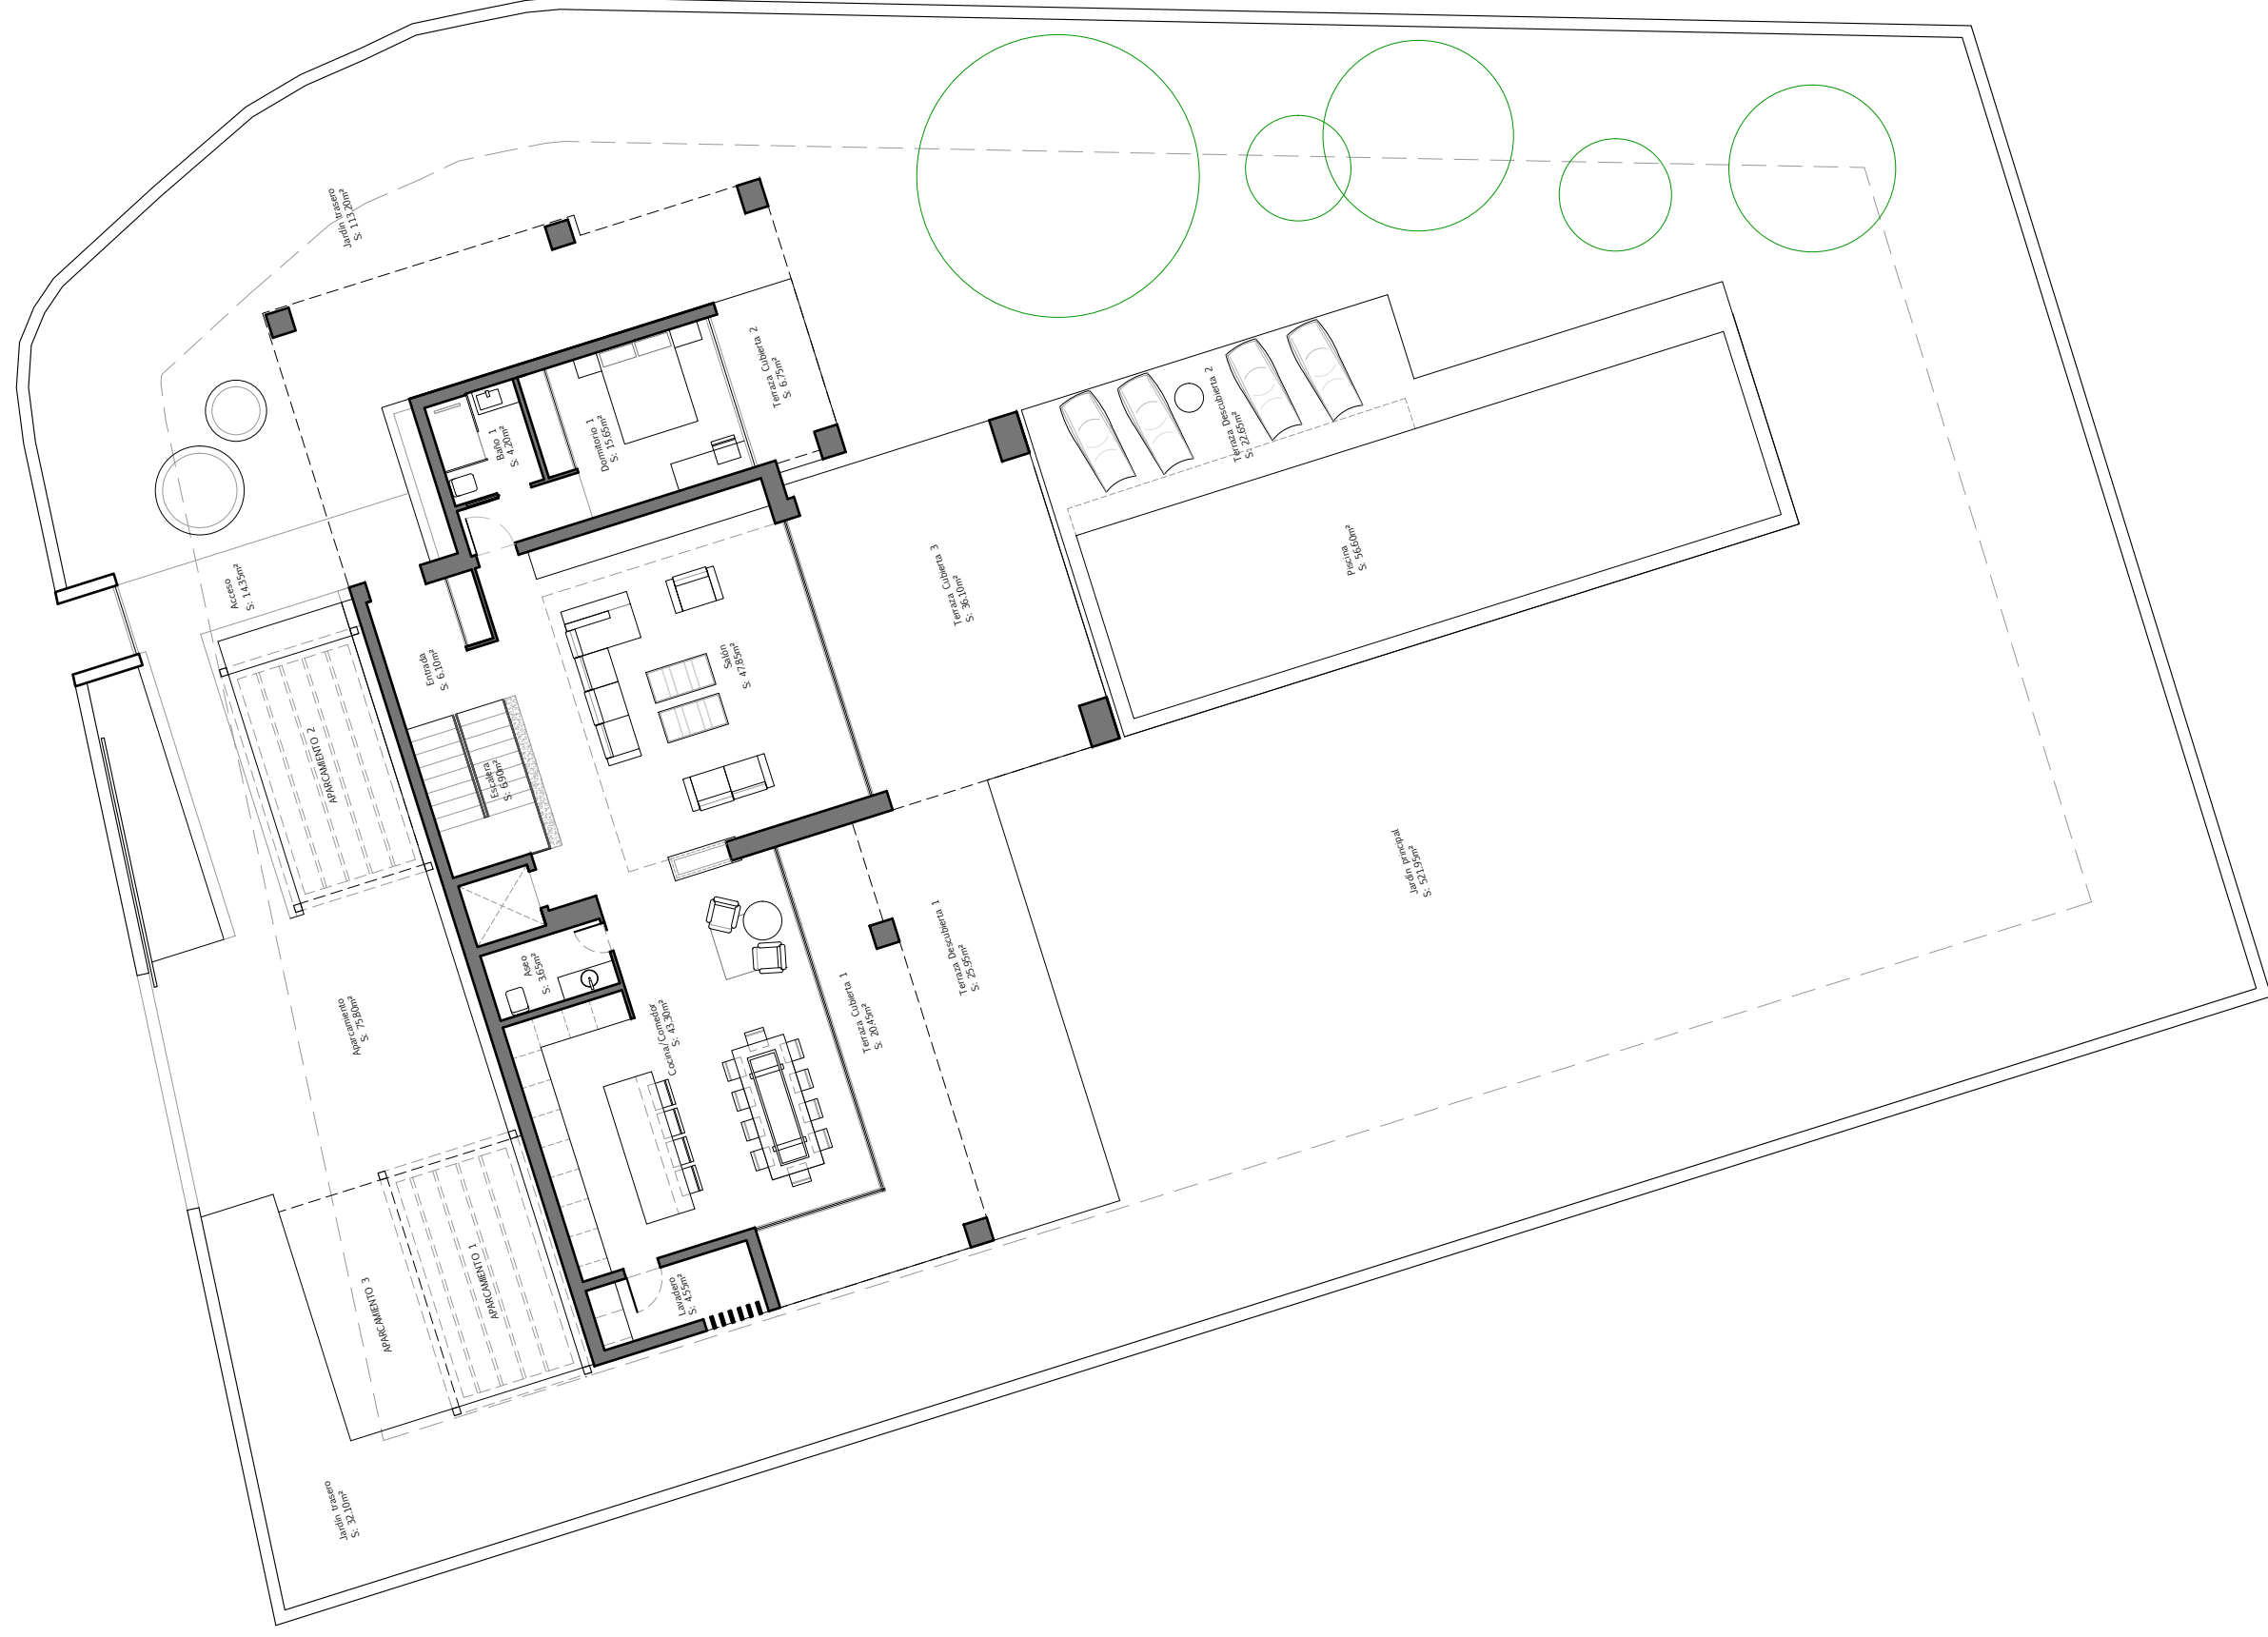 Jardín trasero
S: 113.20m²
Terraza Cubierta 2
S: 6.75m²
Baño 1
S: 4.20m²
Dormitorio 1
S: 15.65m²
Terraza Descubierta 2
S: 22.65m²
Acceso
S: 14.35m²
Terraza Cubierta 3
S: 36.10m²
Piscina
S: 56.60m²
Entrada
S: 6.10m²
Salón
S: 47.85m²
APARCAMIENTO 2
Escalera
S: 6.90m²
Jardín principal
S: 521.95m²
Aseo
S: 3.65m²
Terraza Descubierta 1
S: 25.95m²
Aparcamiento
S: 75.80m²
Cocina/Comedor
S: 43.30m²
Terraza Cubierta 1
S: 20.45m²
APARCAMIENTO 1
APARCAMIENTO 3
Lavadero
S: 4.55m²
Jardín trasero
S: 32.10m²